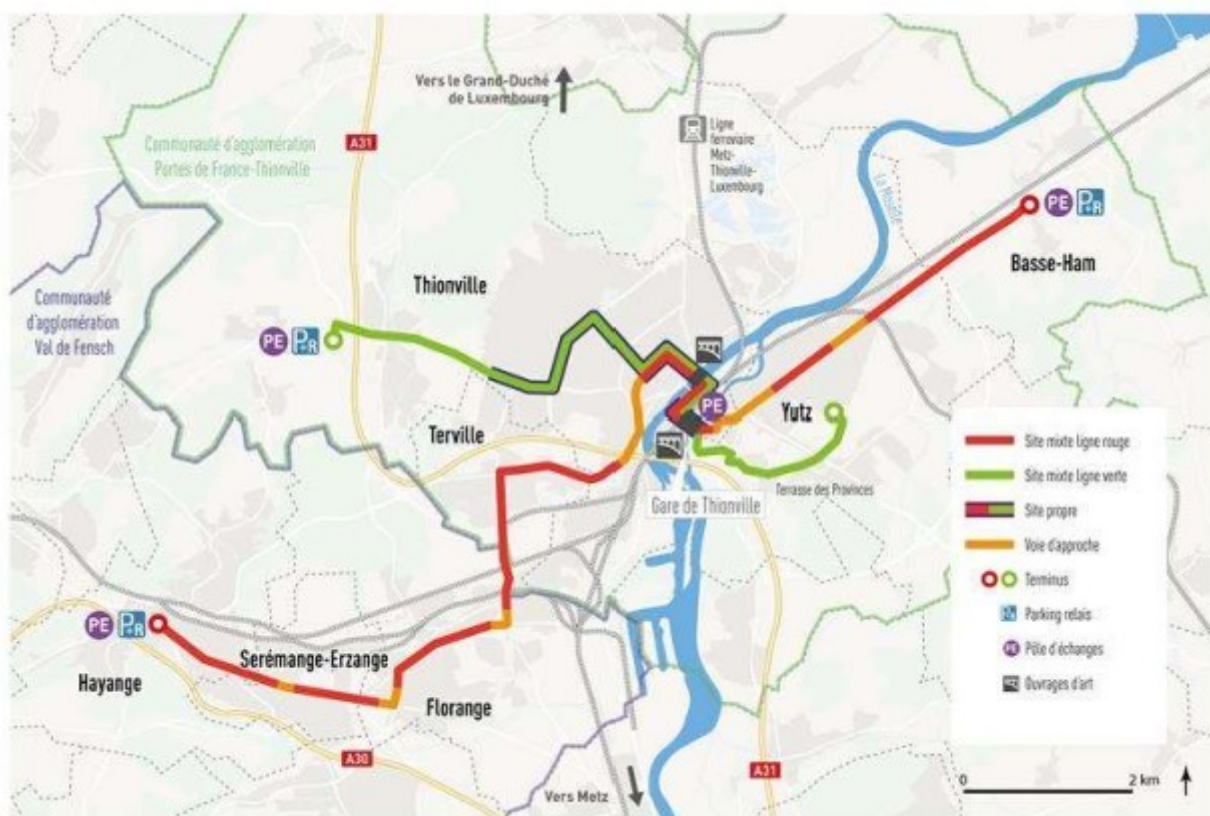 Vers le Grand-Duché
de Luxembourg
A31
Communauté d'agglomération
Portes de France-Thionville
Ligne
ferroviaire
Metz-
Thionville-
Luxembourg
La Moselle
PE P+R
Basse-Ham
Thionville
Communauté
d'agglomération
Val de Fensch
PE P+R
PE
Yutz
Terville
Terrasse des Provinces
Gare de Thionville
PE P+R
Hayange
Serémange-Erzange
Florange
A30
Vers Metz
A31
Site mixte ligne rouge
Site mixte ligne verte
Site propre
Voie d'approche
Terminus
P+R Parking relais
PE Pôle d'échanges
Ouvrages d'art
0 2 km